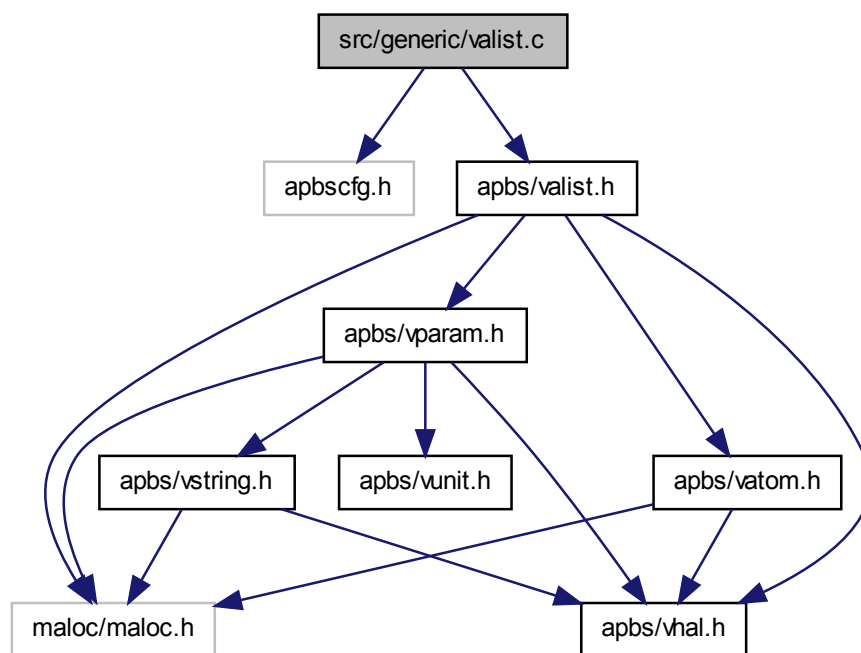 src/generic/valist.c
apbscfg.h
apbs/valist.h
apbs/vparam.h
apbs/vstring.h
apbs/vunit.h
apbs/vatom.h
maloc/maloc.h
apbs/vhal.h